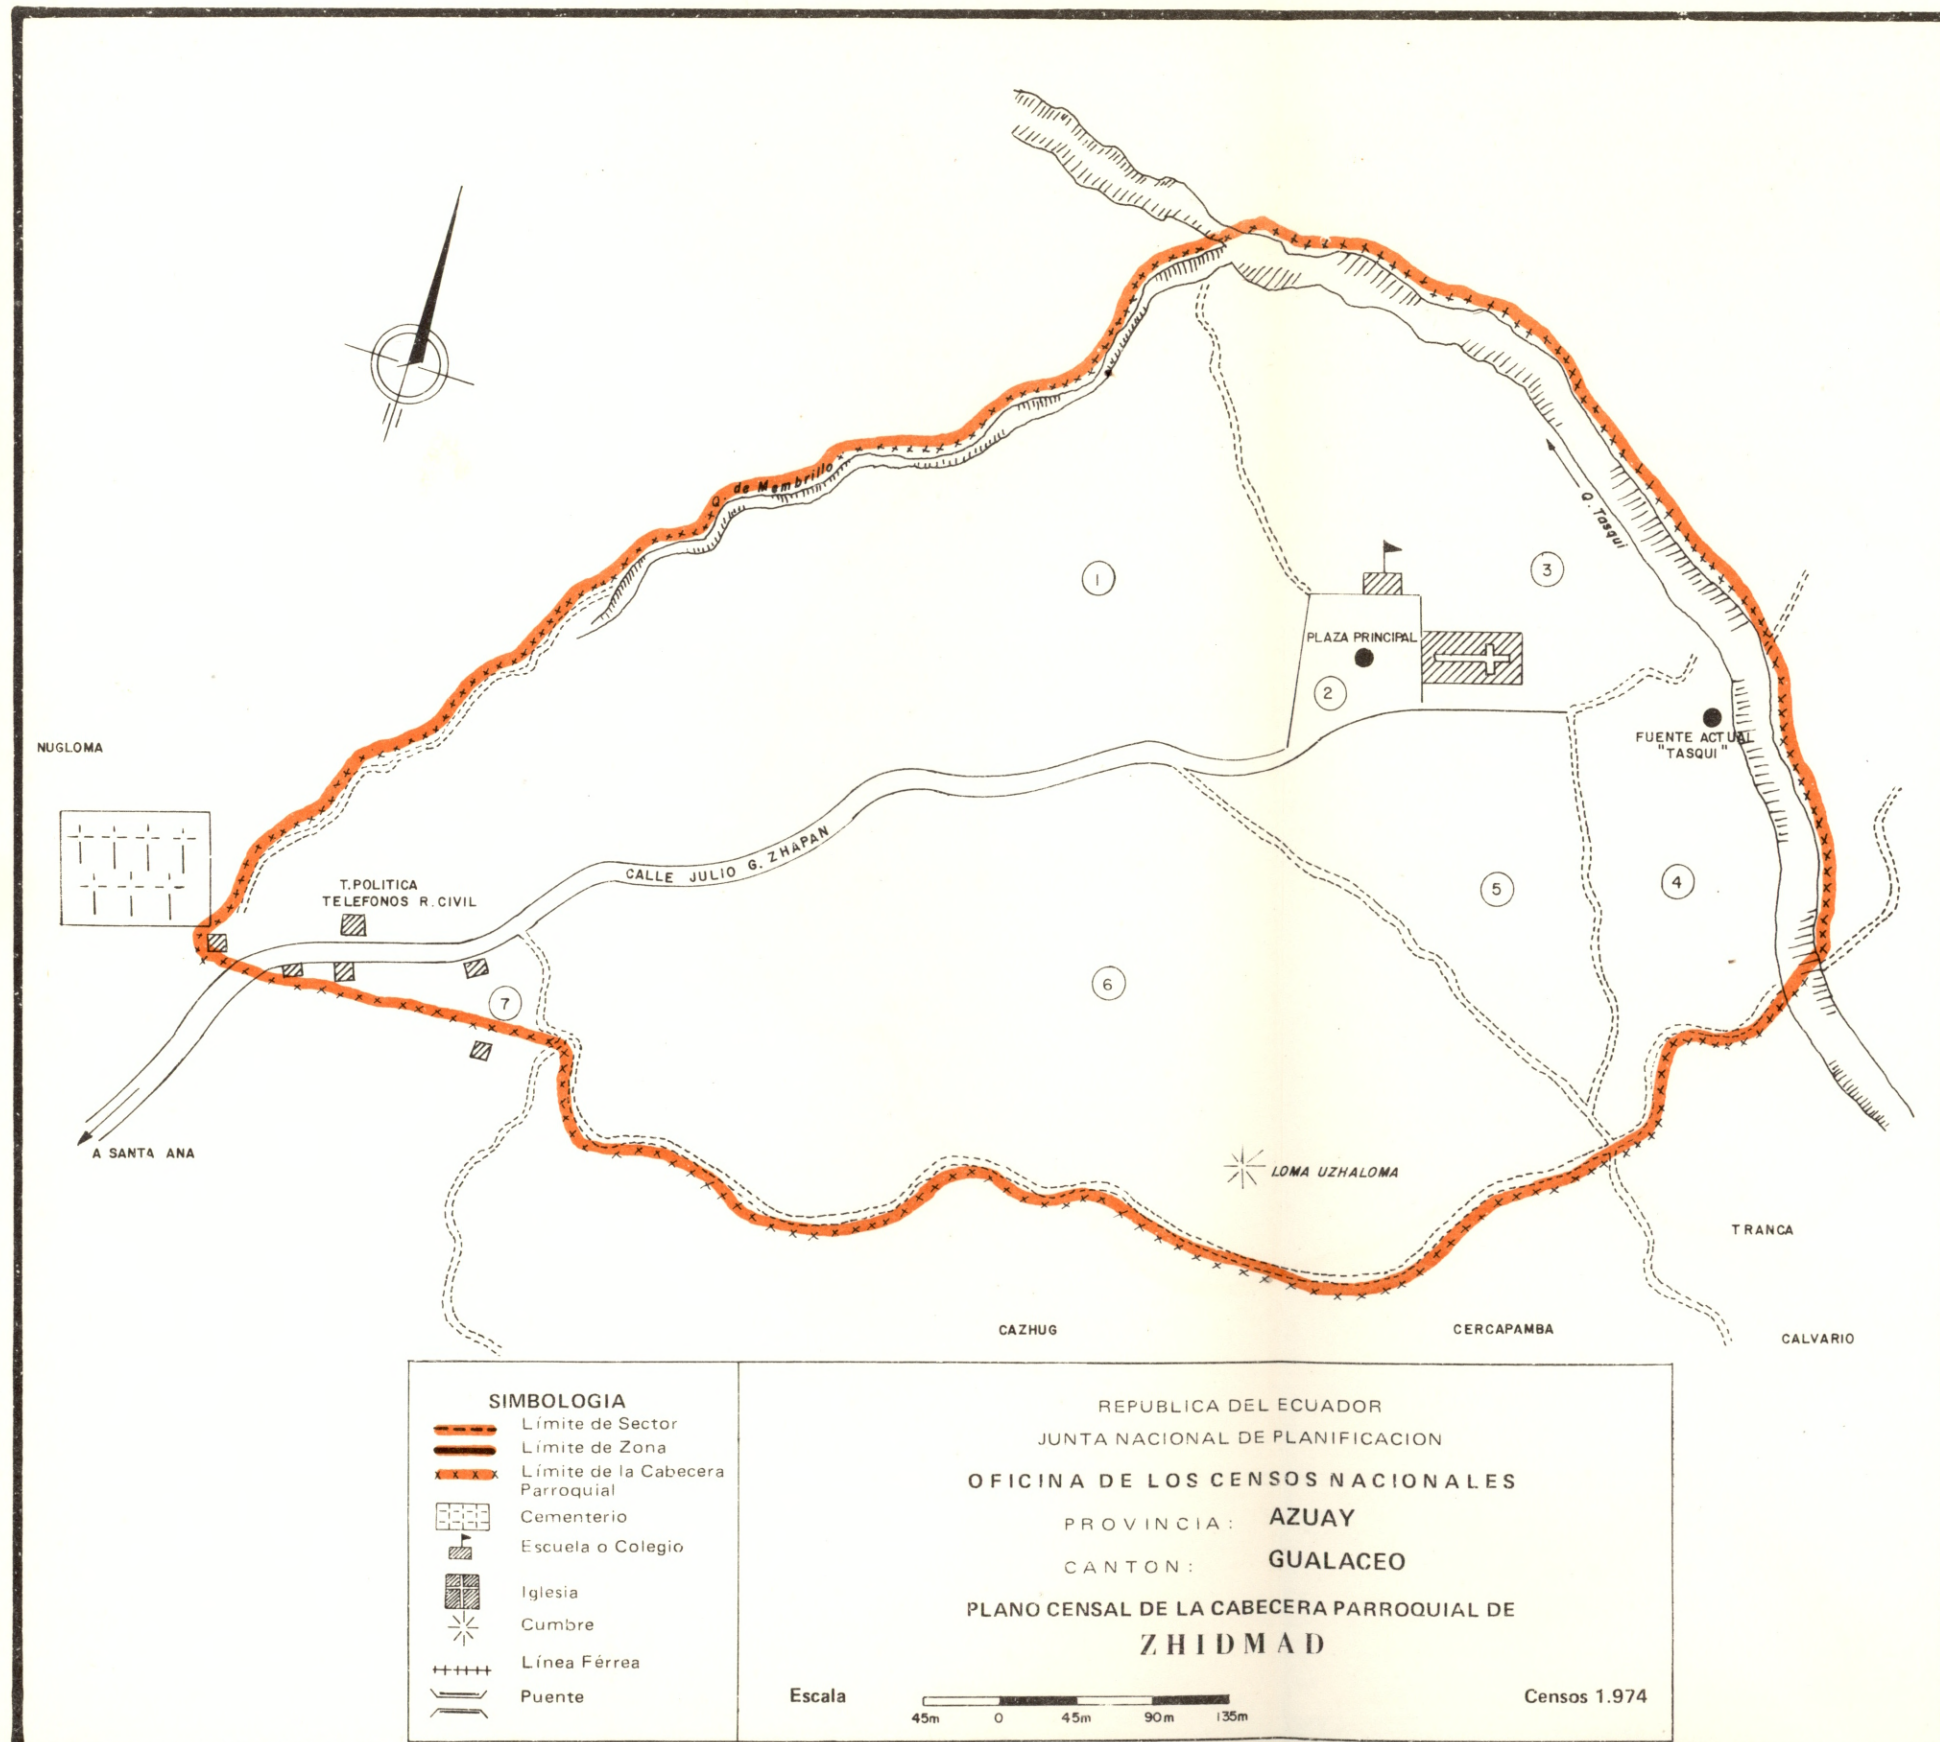 Q. de Membrillo
Q. Tasqui
1
3
PLAZA PRINCIPAL
2
NUGLOMA
FUENTE ACTUAL
"TASQUI"
CALLE JULIO G. ZHAPAN
T.POLITICA
TELEFONOS R.CIVIL
5
4
6
7
A SANTA ANA
LOMA UZHALOMA
TRANCA
CAZHUG
CERCAPAMBA
CALVARIO
SIMBOLOGIA
Límite de Sector
Límite de Zona
Límite de la Cabecera
Parroquial
Cementerio
Escuela o Colegio
Iglesia
Cumbre
Línea Férrea
Puente
REPUBLICA DEL ECUADOR
JUNTA NACIONAL DE PLANIFICACION
OFICINA DE LOS CENSOS NACIONALES
PROVINCIA: AZUAY
CANTON: GUALACEO
PLANO CENSAL DE LA CABECERA PARROQUIAL DE
ZHIDMAD
Escala
45m 0 45m 90m 135m
Censos 1.974